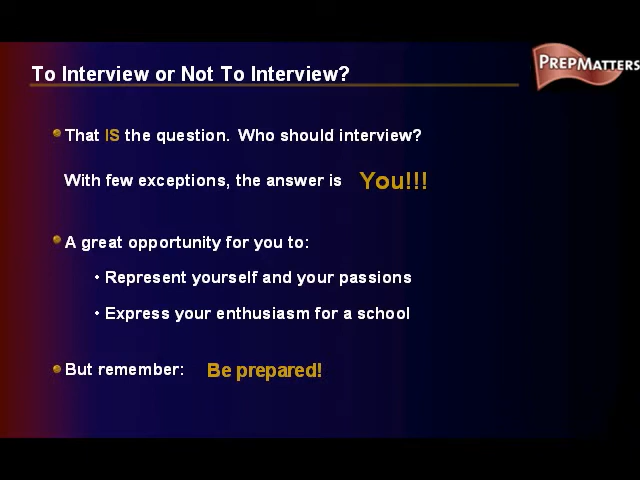 To Interview or Not To Interview?
PREPMATTERS
That IS the question. Who should interview?
With few exceptions, the answer is You!!!
A great opportunity for you to:
• Represent yourself and your passions
• Express your enthusiasm for a school
But remember: Be prepared!